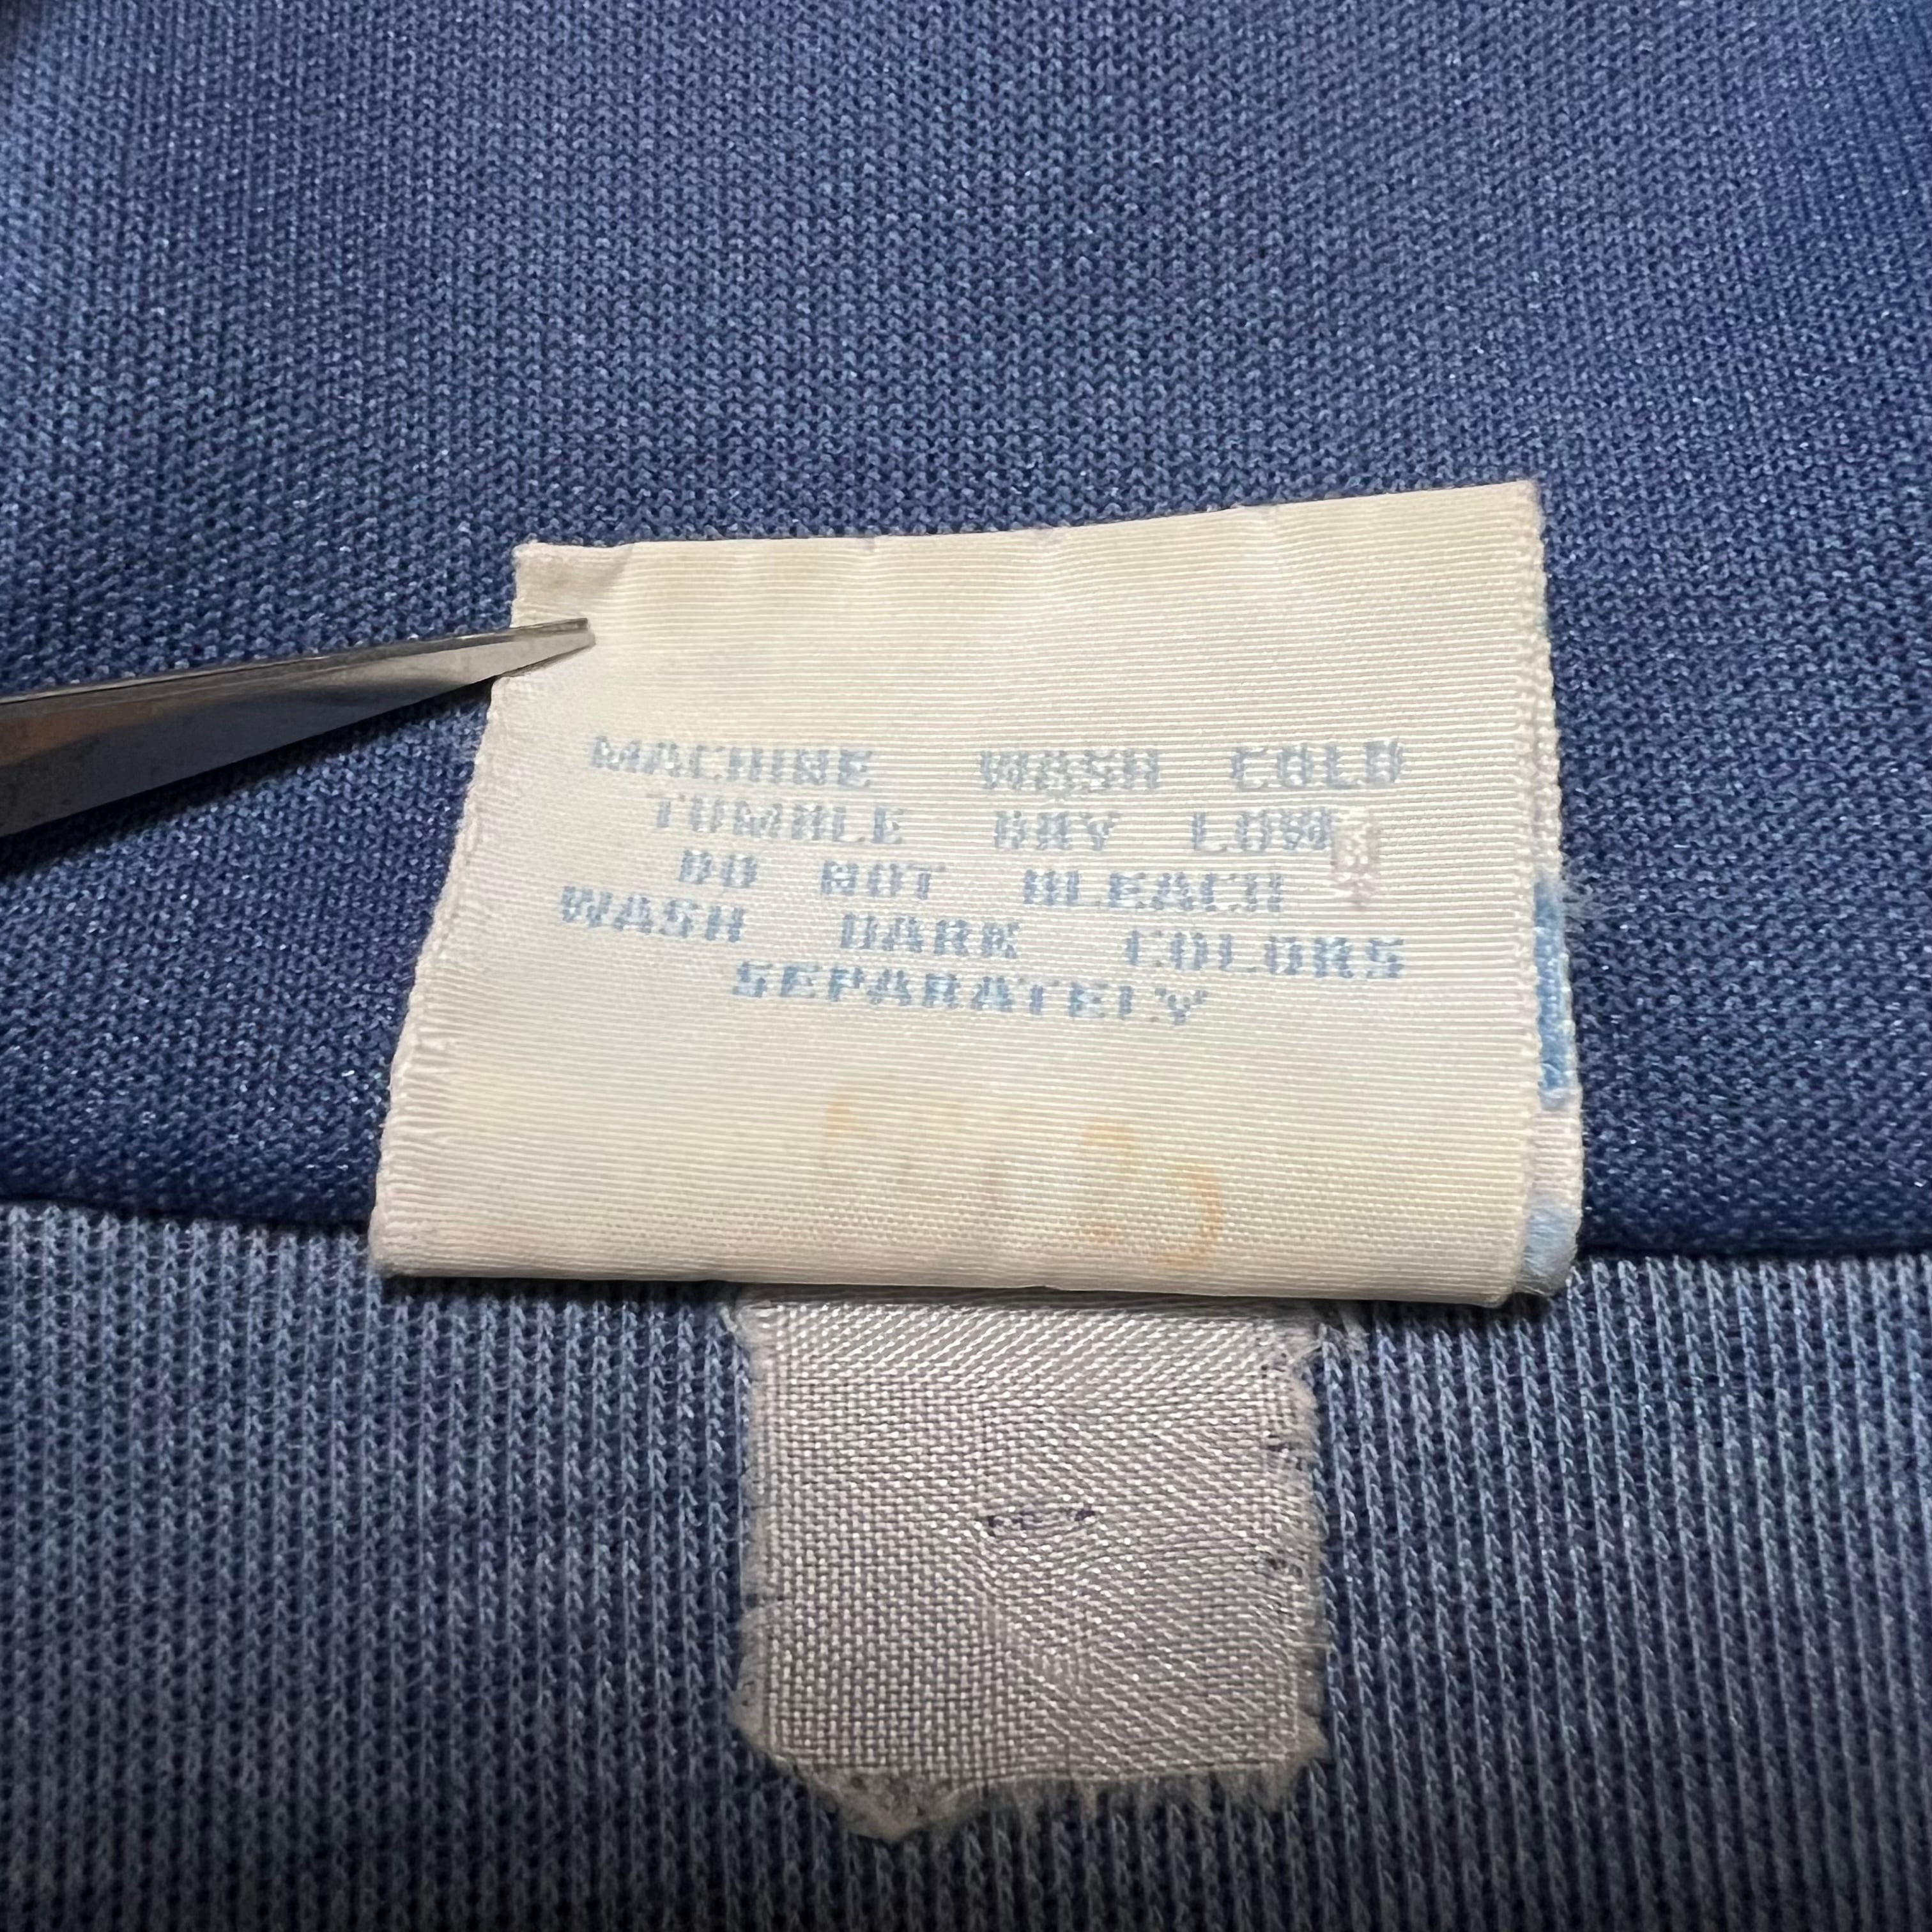 MACHINE WASH COLD
TUMBLE DRY LOW
DO NOT BLEACH
WASH DARK COLORS
SEPARATELY